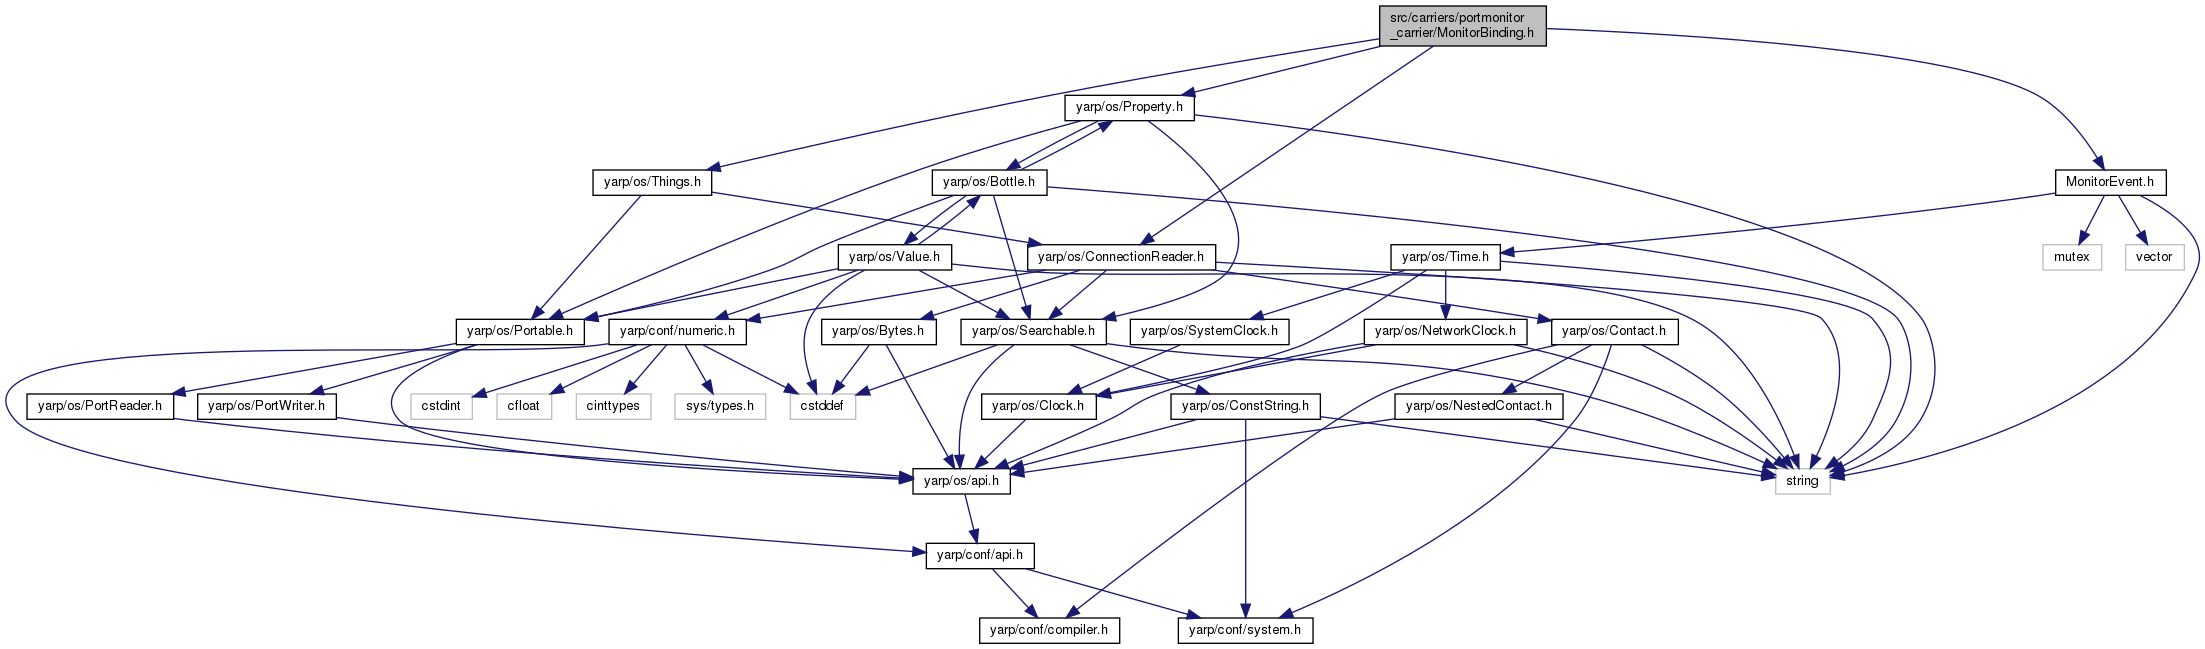 src/carriers/portmonitor
_carrier/MonitorBinding.h
yarp/os/Property.h
yarp/os/Things.h
yarp/os/Bottle.h
MonitorEvent.h
yarp/os/Value.h
yarp/os/ConnectionReader.h
yarp/os/Time.h
mutex
vector
yarp/os/Portable.h
yarp/conf/numeric.h
yarp/os/Bytes.h
yarp/os/Searchable.h
yarp/os/SystemClock.h
yarp/os/NetworkClock.h
yarp/os/Contact.h
yarp/os/PortReader.h
yarp/os/PortWriter.h
cstdint
cfloat
cinttypes
sys/types.h
cstddef
yarp/os/Clock.h
yarp/os/ConstString.h
yarp/os/NestedContact.h
yarp/os/api.h
string
yarp/conf/api.h
yarp/conf/compiler.h
yarp/conf/system.h